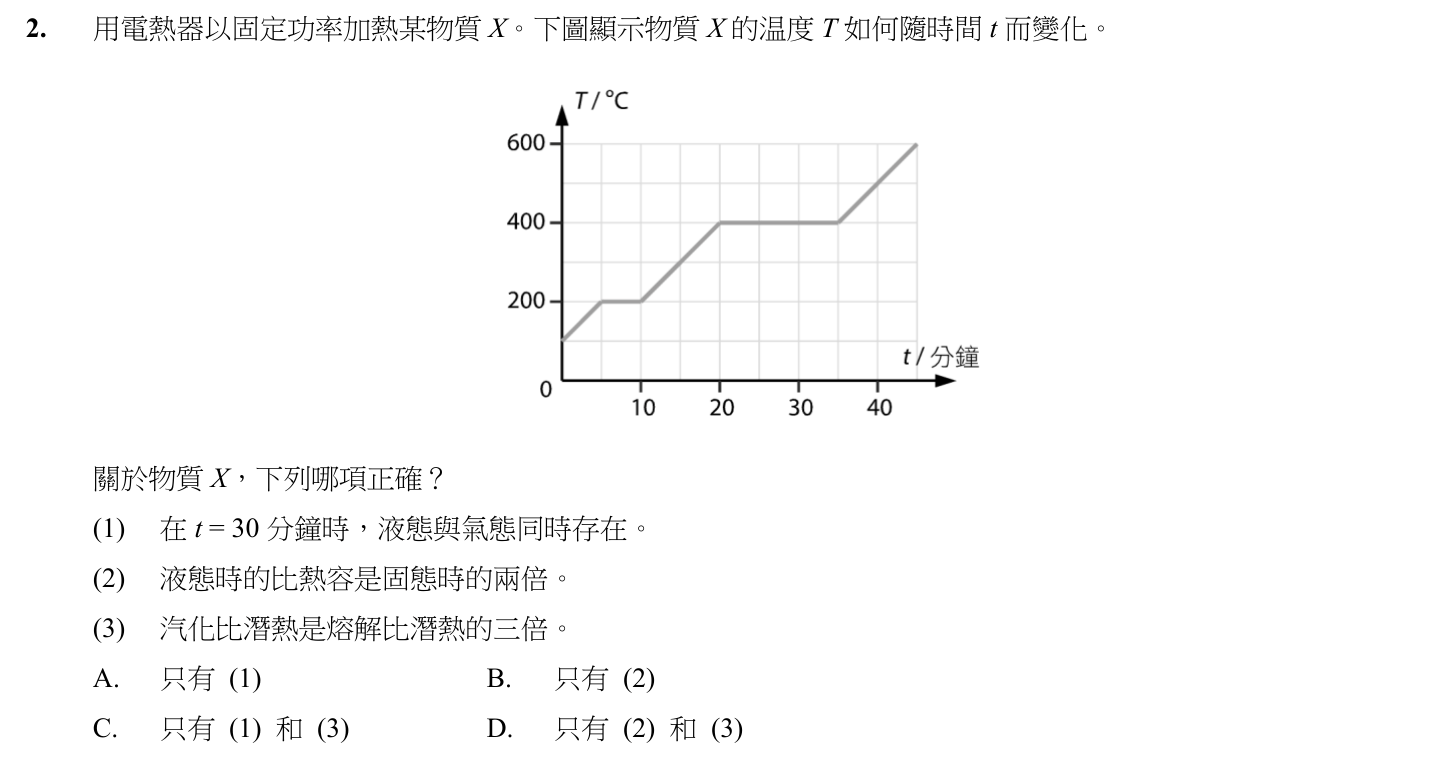 2. 用電熱器以固定功率加熱某物質 X。下圖顯示物質 X 的温度 T 如何隨時間 t 而變化。
T / °C
600
400
200
0
t / 分鐘
10 20 30 40
關於物質 X，下列哪項正確？
(1) 在 t = 30 分鐘時，液態與氣態同時存在。
(2) 液態時的比熱容是固態時的兩倍。
(3) 汽化比潛熱是熔解比潛熱的三倍。
A. 只有 (1) B. 只有 (2)
C. 只有 (1) 和 (3) D. 只有 (2) 和 (3)